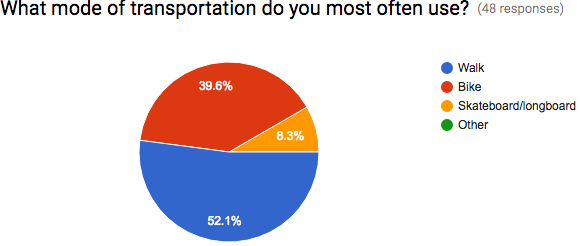 What mode of transportation do you most often use? (48 responses)
Walk
Bike
Skateboard/longboard
Other
39.6%
8.3%
52.1%